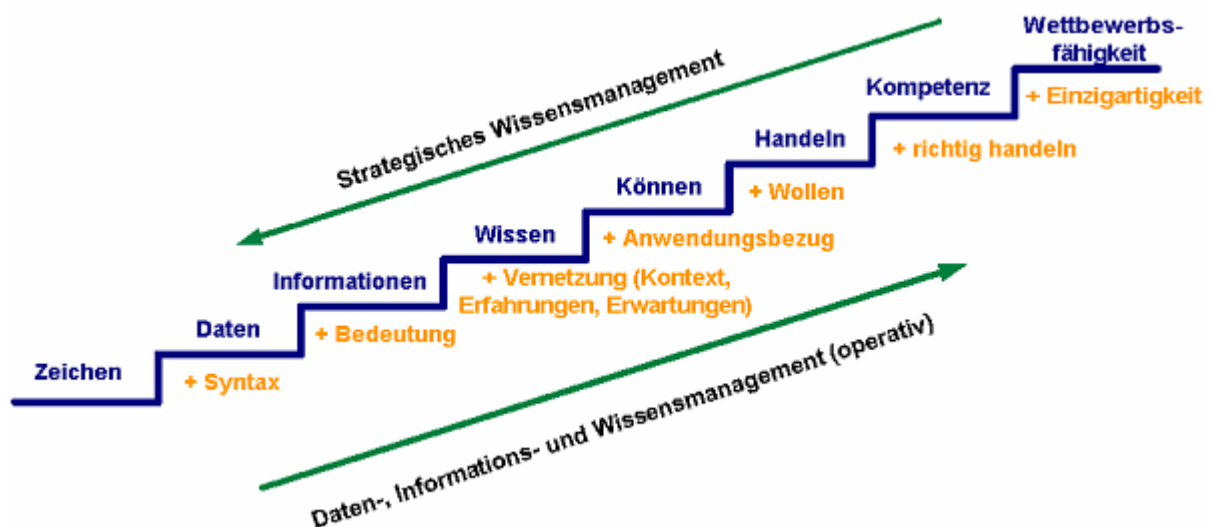 Wettbewerbs-
fähigkeit
+ Einzigartigkeit
Kompetenz
+ richtig handeln
Strategisches Wissensmanagement
Handeln
+ Wollen
Können
+ Anwendungsbezug
Wissen
+ Vernetzung (Kontext,
Erfahrungen, Erwartungen)
Informationen
+ Bedeutung
Daten
+ Syntax
Zeichen
Daten-, Informations- und Wissensmanagement (operativ)